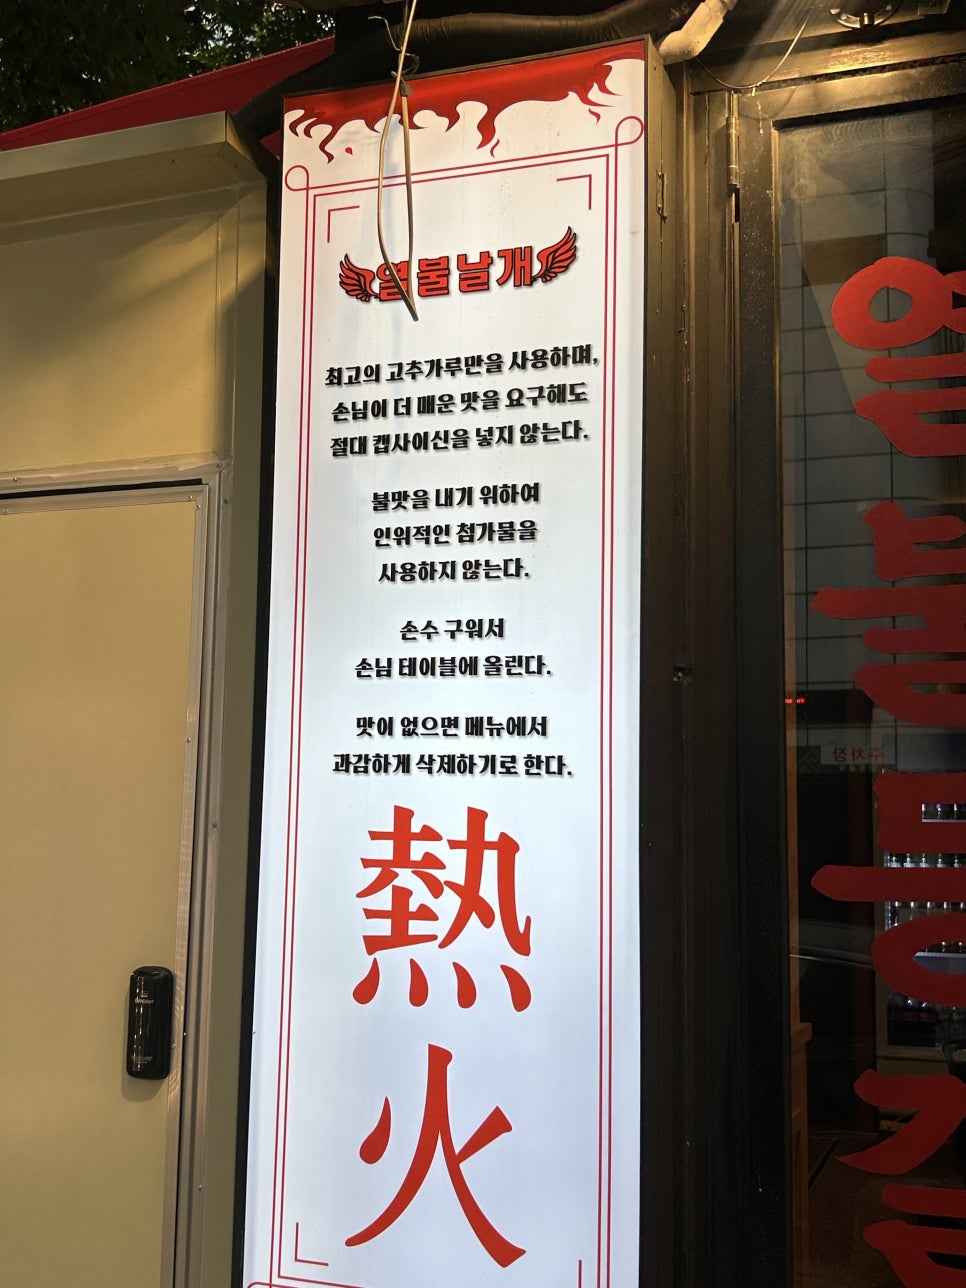 열불날개
최고의 고추가루만을 사용하며,
손님이 더 매운 맛을 요구해도
절대 캡사이신을 넣지 않는다.
불맛을 내기 위하여
인위적인 첨가물을
사용하지 않는다.
손수 구워서
손님 테이블에 올린다.
맛이 없으면 메뉴에서
과감하게 삭제하기로 한다.
熱
火
주차장